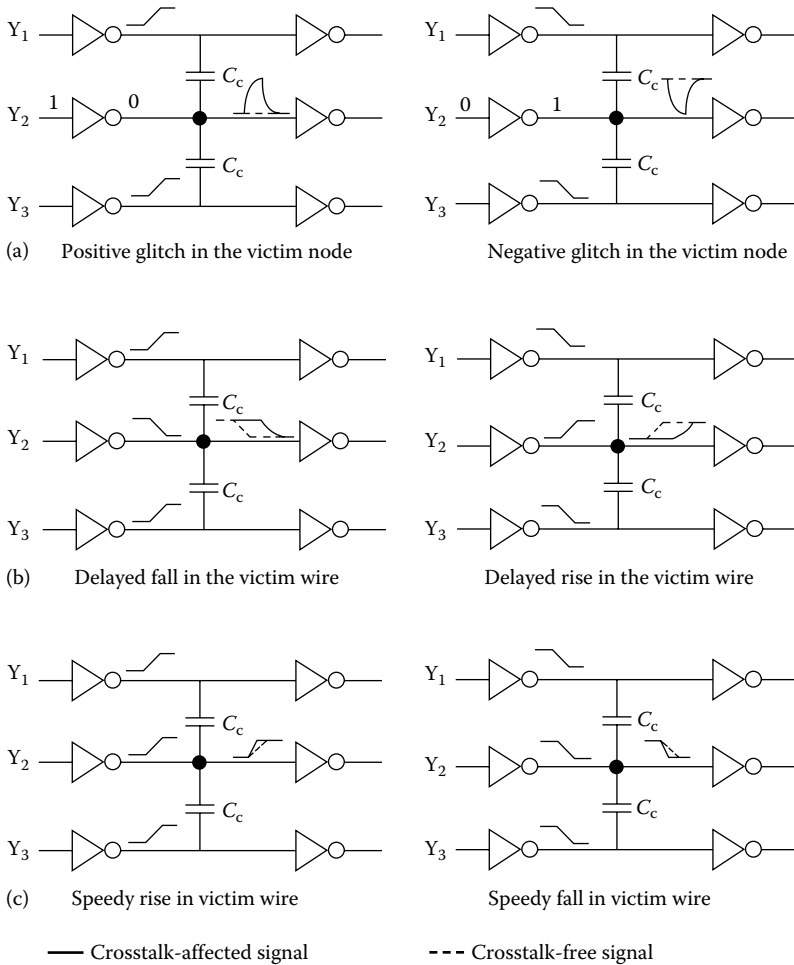 Y1 Y1
Cc Cc
1 0 0 1
Y2 Y2
Cc Cc
Y3 Y3
(a) Positive glitch in the victim node Negative glitch in the victim node
Y1 Y1
Cc Cc
Y2 Y2
Cc Cc
Y3 Y3
(b) Delayed fall in the victim wire Delayed rise in the victim wire
Y1 Y1
Cc Cc
Y2 Y2
Cc Cc
Y3 Y3
(c) Speedy rise in victim wire Speedy fall in victim wire
Crosstalk-affected signal Crosstalk-free signal